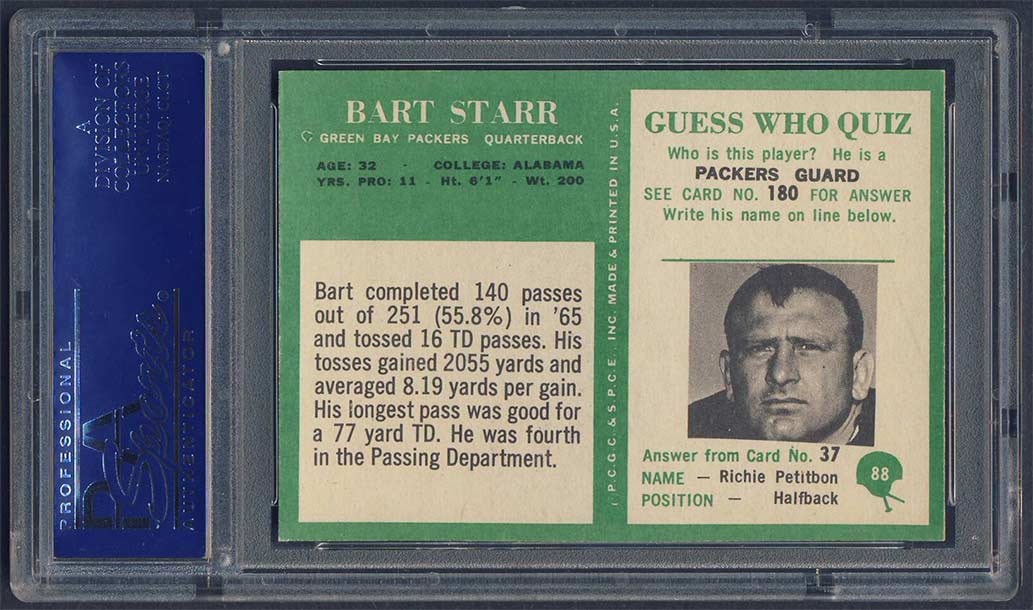 A
DIVISION OF
COLLECTORS
UNIVERSE
NASDAQ: CLCT
PROFESSIONAL
PSA
Sports
AUTHENTICATOR
BART STARR
GREEN BAY PACKERS QUARTERBACK
AGE: 32 - COLLEGE: ALABAMA
YRS. PRO: 11 - Ht. 6'1" - Wt. 200
Bart completed 140 passes
out of 251 (55.8%) in '65
and tossed 16 TD passes. His
tosses gained 2055 yards and
averaged 8.19 yards per gain.
His longest pass was good for
a 77 yard TD. He was fourth
in the Passing Department.
P.C.G.C. & S.P.C.E., INC. MADE & PRINTED IN U.S.A.
GUESS WHO QUIZ
Who is this player? He is a
PACKERS GUARD
SEE CARD NO. 180 FOR ANSWER
Write his name on line below.
Answer from Card No. 37
NAME — Richie Petitbon
POSITION — Halfback
88